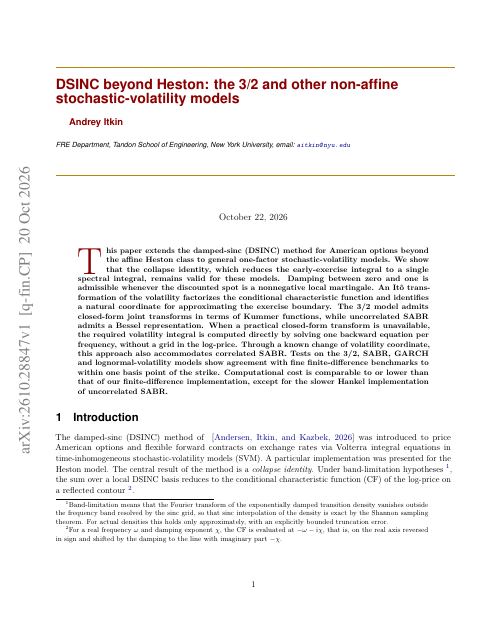 DSINC beyond Heston: the 3/2 and other non-affine
stochastic-volatility models
Andrey Itkin
FRE Department, Tandon School of Engineering, New York University, email: aitkin@nyu.edu
arXiv:2610.28847v1 [q-fin.CP] 20 Oct 2026
October 22, 2026
This paper extends the damped-sinc (DSINC) method for American options beyond
the affine Heston class to general one-factor stochastic-volatility models. We show
that the collapse identity, which reduces the early-exercise integral to a single
spectral integral, remains valid for these models. Damping between zero and one is
admissible whenever the discounted spot is a nonnegative local martingale. An Itô trans-
formation of the volatility factorizes the conditional characteristic function and identifies
a natural coordinate for approximating the exercise boundary. The 3/2 model admits
closed-form joint transforms in terms of Kummer functions, while uncorrelated SABR
admits a Bessel representation. When a practical closed-form transform is unavailable,
the required volatility integral is computed directly by solving one backward equation per
frequency, without a grid in the log-price. Through a known change of volatility coordinate,
this approach also accommodates correlated SABR. Tests on the 3/2, SABR, GARCH
and lognormal-volatility models show agreement with fine finite-difference benchmarks to
within one basis point of the strike. Computational cost is comparable to or lower than
that of our finite-difference implementation, except for the slower Hankel implementation
of uncorrelated SABR.
1 Introduction
The damped-sinc (DSINC) method of [Andersen, Itkin, and Kazbek, 2026] was introduced to price
American options and flexible forward contracts on exchange rates via Volterra integral equations in
time-inhomogeneous stochastic-volatility models (SVM). A particular implementation was presented for the
Heston model. The central result of the method is a collapse identity. Under band-limitation hypotheses 1,
the sum over a local DSINC basis reduces to the conditional characteristic function (CF) of the log-price on
a reflected contour 2.
1Band-limitation means that the Fourier transform of the exponentially damped transition density vanishes outside
the frequency band resolved by the sinc grid, so that sinc interpolation of the density is exact by the Shannon sampling
theorem. For actual densities this holds only approximately, with an explicitly bounded truncation error.
2For a real frequency ω and damping exponent χ, the CF is evaluated at −ω − iχ, that is, on the real axis reversed
in sign and shifted by the damping to the line with imaginary part −χ.
1